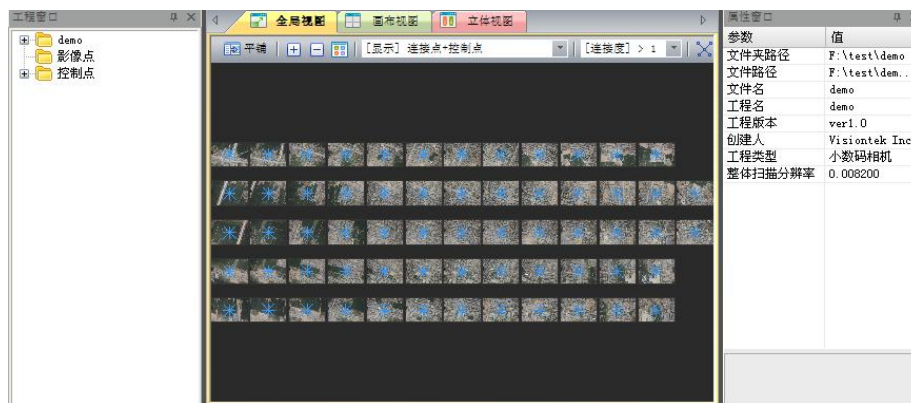 工程窗口
demo
影像点
控制点
全局视图
画布视图
立体视图
平铺
[显示] 连接点+控制点
[连接度] > 1
属性窗口
参数 值
文件夹路径 F:\test\demo
文件路径 F:\test\dem..
文件名 demo
工程名 demo
工程版本 ver1.0
创建人 Visiontek Inc
工程类型 小数码相机
整体扫描分辨率 0.008200